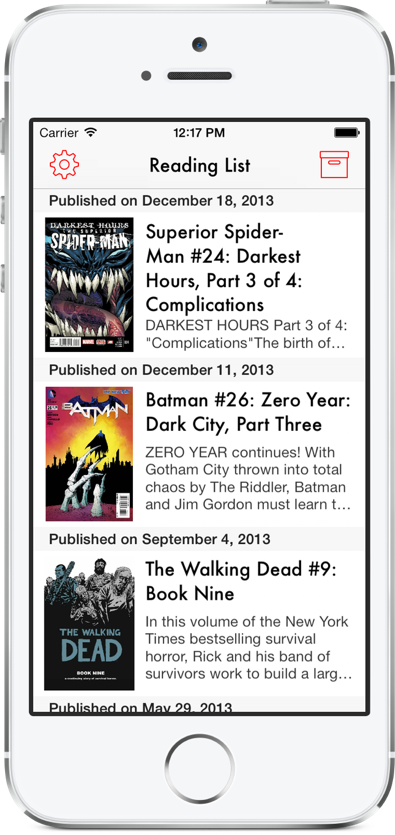 Carrier 12:17 PM
Reading List
Published on December 18, 2013
DARKEST HOURS
THE SUPERIOR
SPIDER-MAN
Superior Spider-
Man #24: Darkest
Hours, Part 3 of 4:
Complications
DARKEST HOURS Part 3 of 4:
"Complications"The birth of…
Published on December 11, 2013
BATMAN
Batman #26: Zero Year:
Dark City, Part Three
ZERO YEAR continues! With
Gotham City thrown into total
chaos by The Riddler, Batman
and Jim Gordon must learn t…
Published on September 4, 2013
THE WALKING
DEAD
BOOK NINE
The Walking Dead #9:
Book Nine
In this volume of the New York
Times bestselling survival
horror, Rick and his band of
survivors work to build a larg…
Published on May 29, 2013